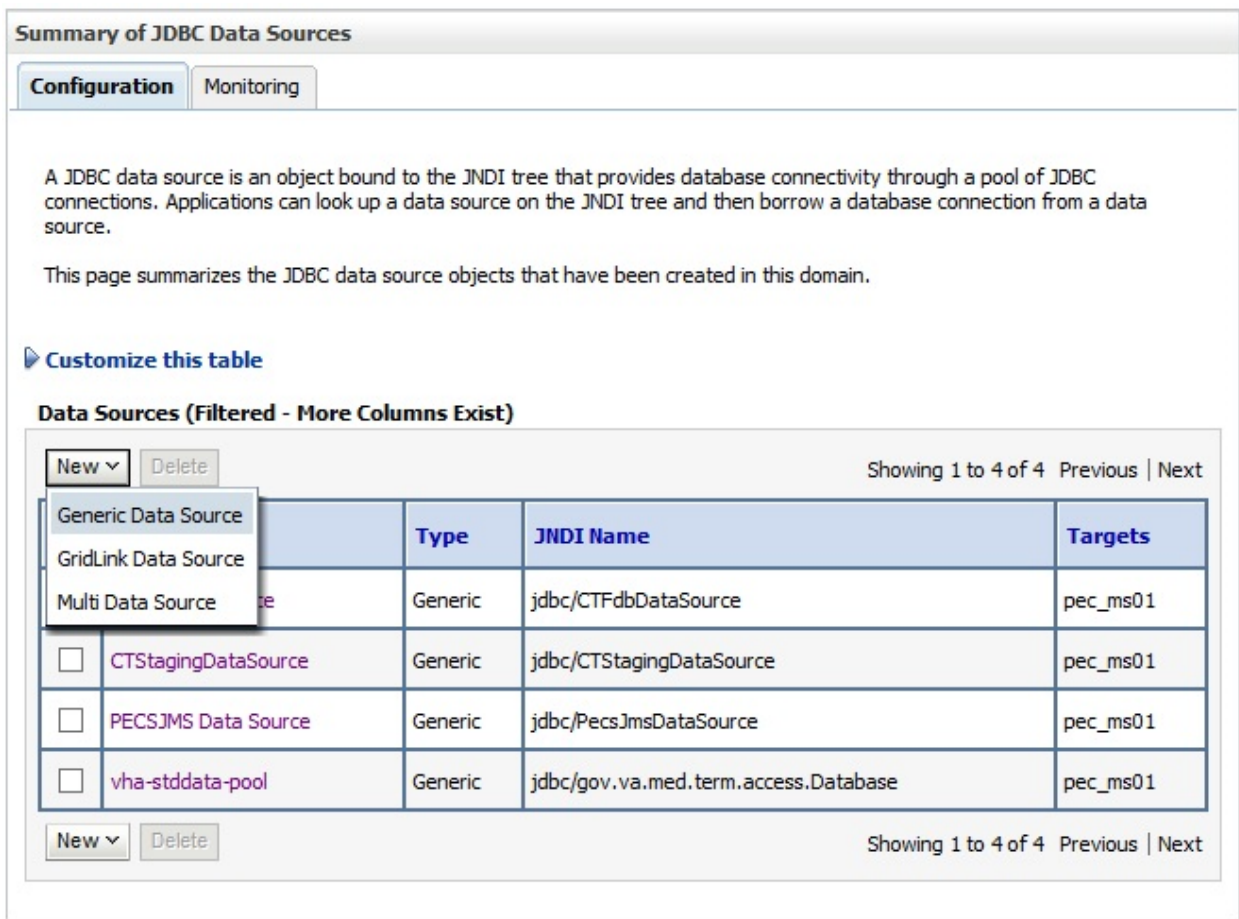 Summary of JDBC Data Sources
Configuration
Monitoring
A JDBC data source is an object bound to the JNDI tree that provides database connectivity through a pool of JDBC
connections. Applications can look up a data source on the JNDI tree and then borrow a database connection from a data
source.
This page summarizes the JDBC data source objects that have been created in this domain.
Customize this table
Data Sources (Filtered - More Columns Exist)
New Delete Showing 1 to 4 of 4 Previous | Next
Generic Data Source
GridLink Data Source
Multi Data Source
Type JNDI Name Targets
Generic jdbc/CTFdbDataSource pec_ms01
CTStagingDataSource Generic jdbc/CTStagingDataSource pec_ms01
PECSJMS Data Source Generic jdbc/PecsJmsDataSource pec_ms01
vha-stddata-pool Generic jdbc/gov.va.med.term.access.Database pec_ms01
New Delete Showing 1 to 4 of 4 Previous | Next